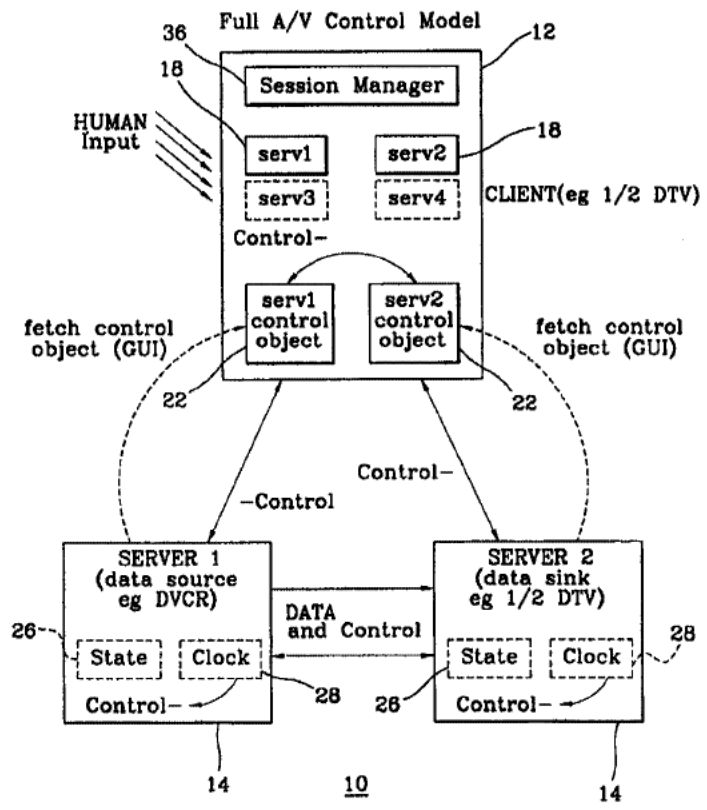 Full A/V Control Model
36
12
Session Manager
18
HUMAN
Input
serv1
serv2
18
serv3
serv4
CLIENT(eg 1/2 DTV)
Control-
serv1
control
object
serv2
control
object
fetch control
object (GUI)
fetch control
object (GUI)
22
22
Control-
-Control
SERVER 1
(data source
eg DVCR)
SERVER 2
(data sink
eg 1/2 DTV)
DATA
and Control
26
State
Clock
State
Clock
28
28
26
Control-
Control-
14
10
14